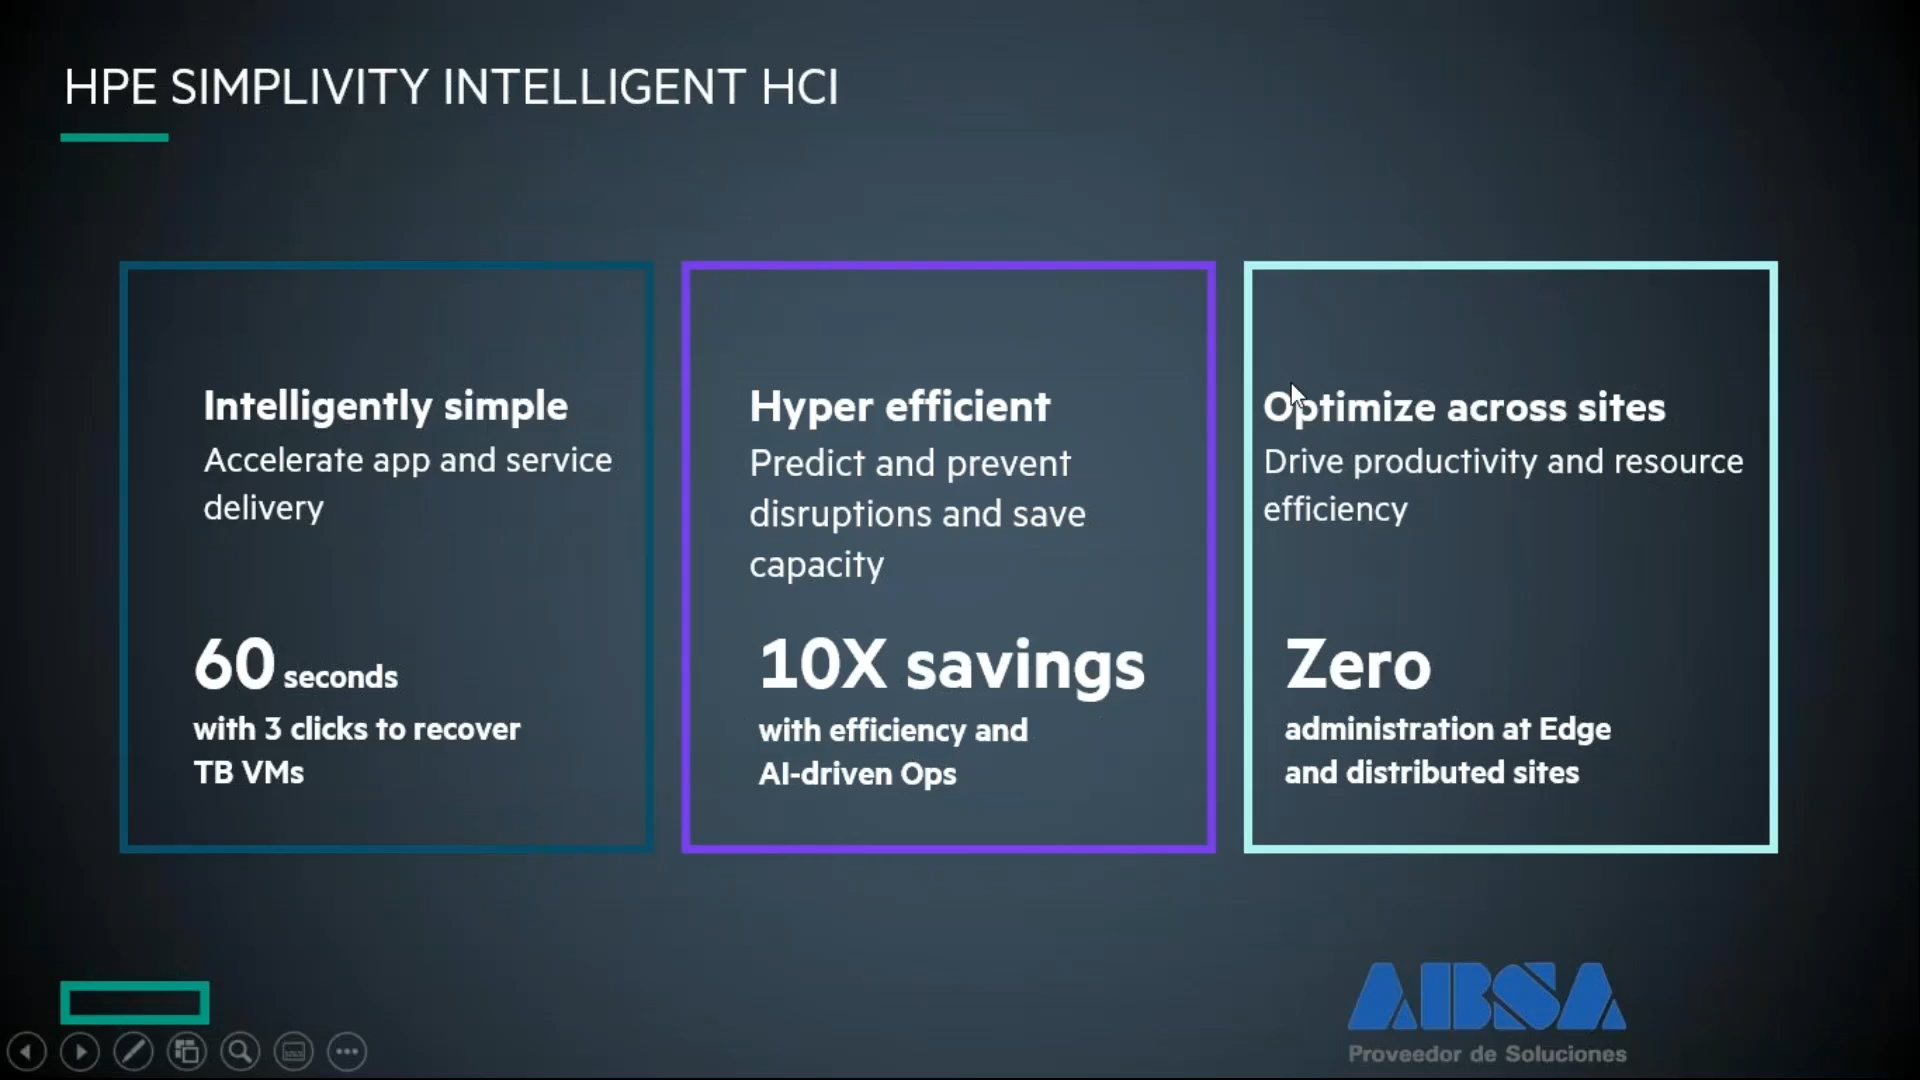 HPE SIMPLIVITY INTELLIGENT HCI
Intelligently simple
Accelerate app and service
delivery
60 seconds
with 3 clicks to recover
TB VMs
Hyper efficient
Predict and prevent
disruptions and save
capacity
10X savings
with efficiency and
AI-driven Ops
Optimize across sites
Drive productivity and resource
efficiency
Zero
administration at Edge
and distributed sites
ABSA
Proveedor de Soluciones